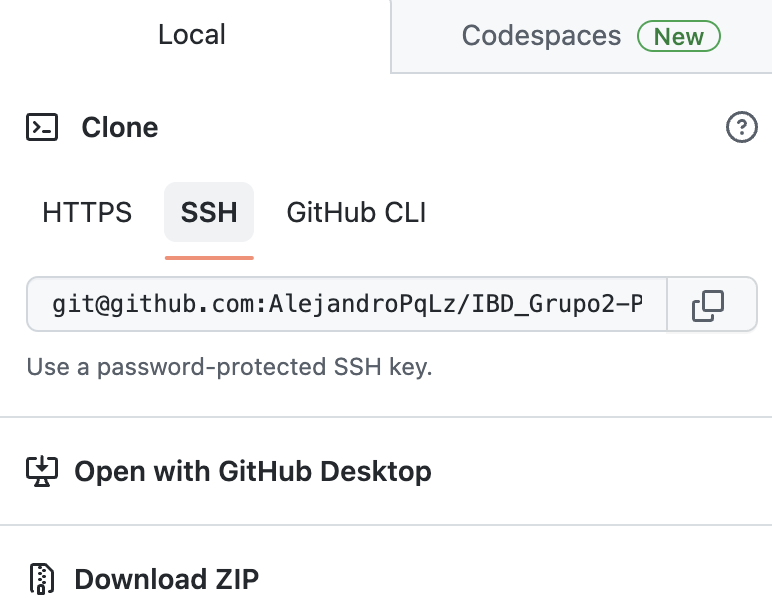 Local
Codespaces New
Clone
HTTPS SSH GitHub CLI
git@github.com:AlejandroPqLz/IBD_Grupo2-P
Use a password-protected SSH key.
Open with GitHub Desktop
Download ZIP